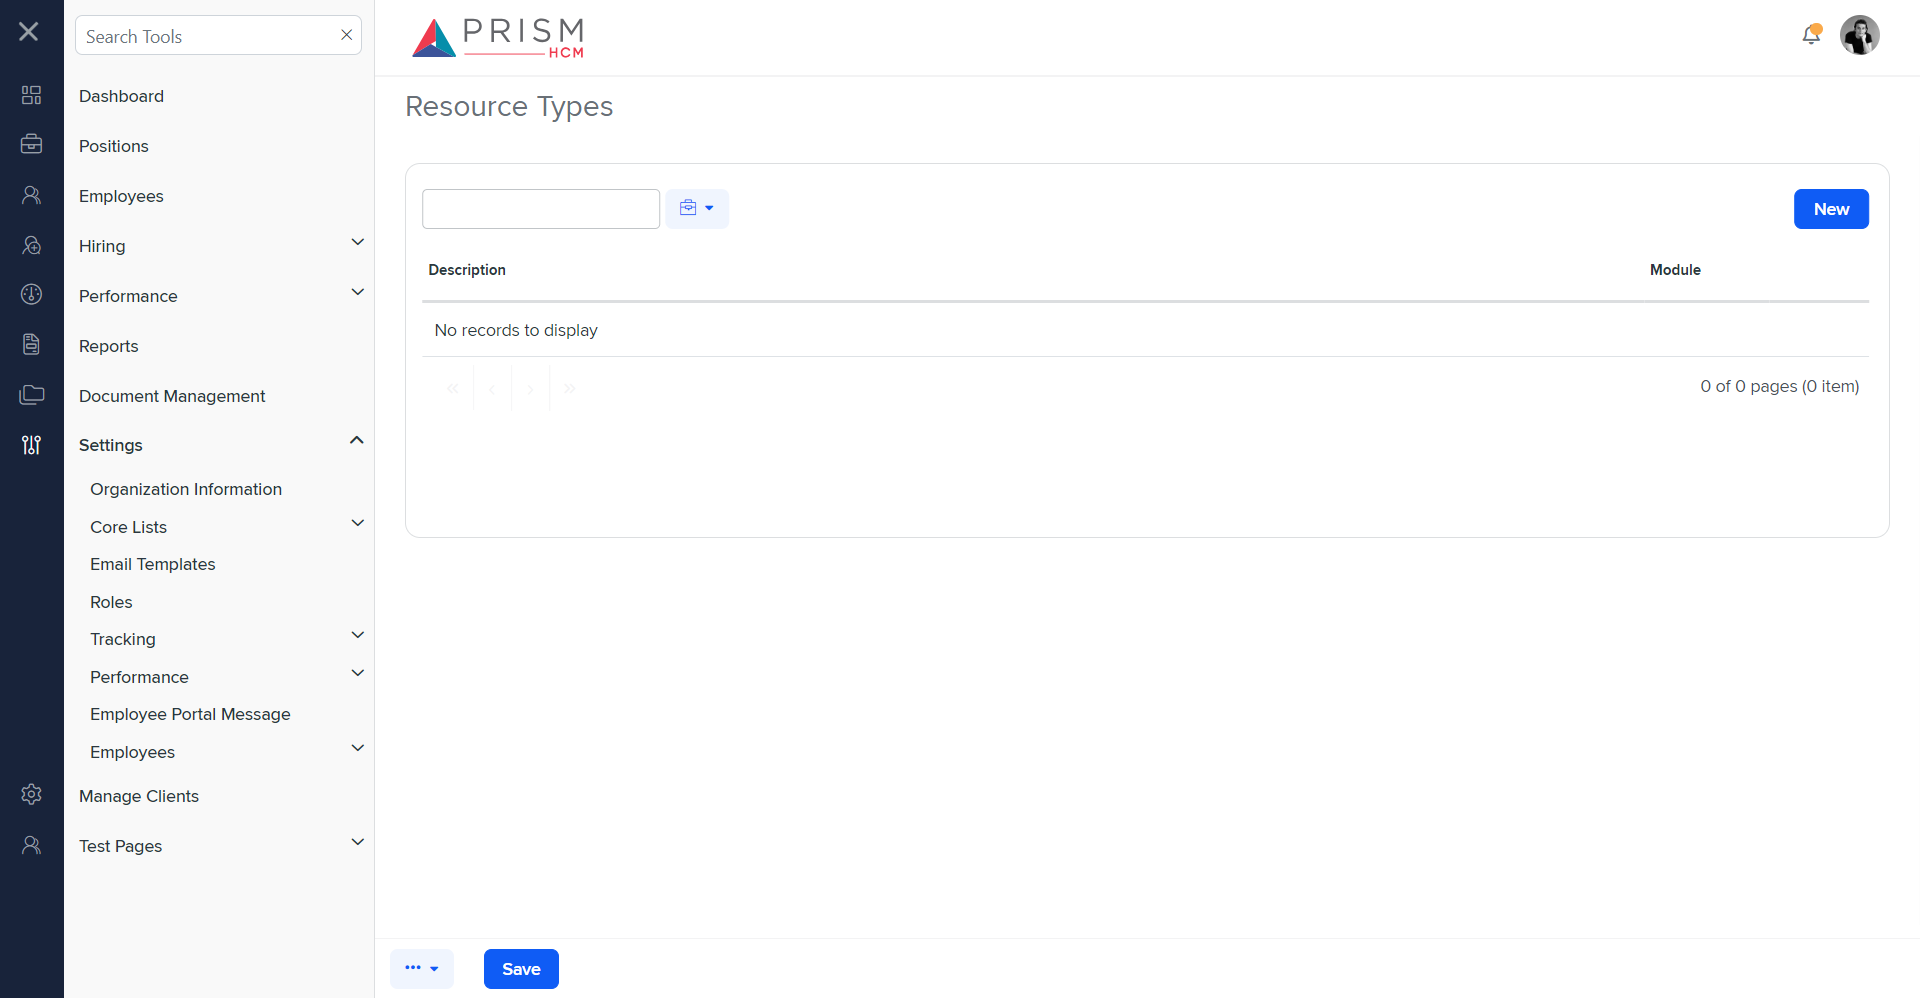 Search Tools
Dashboard
Positions
Employees
Hiring
Performance
Reports
Document Management
Settings
Organization Information
Core Lists
Email Templates
Roles
Tracking
Performance
Employee Portal Message
Employees
Manage Clients
Test Pages
PRISM
HCM
Resource Types
New
Description Module
No records to display
0 of 0 pages (0 item)
Save